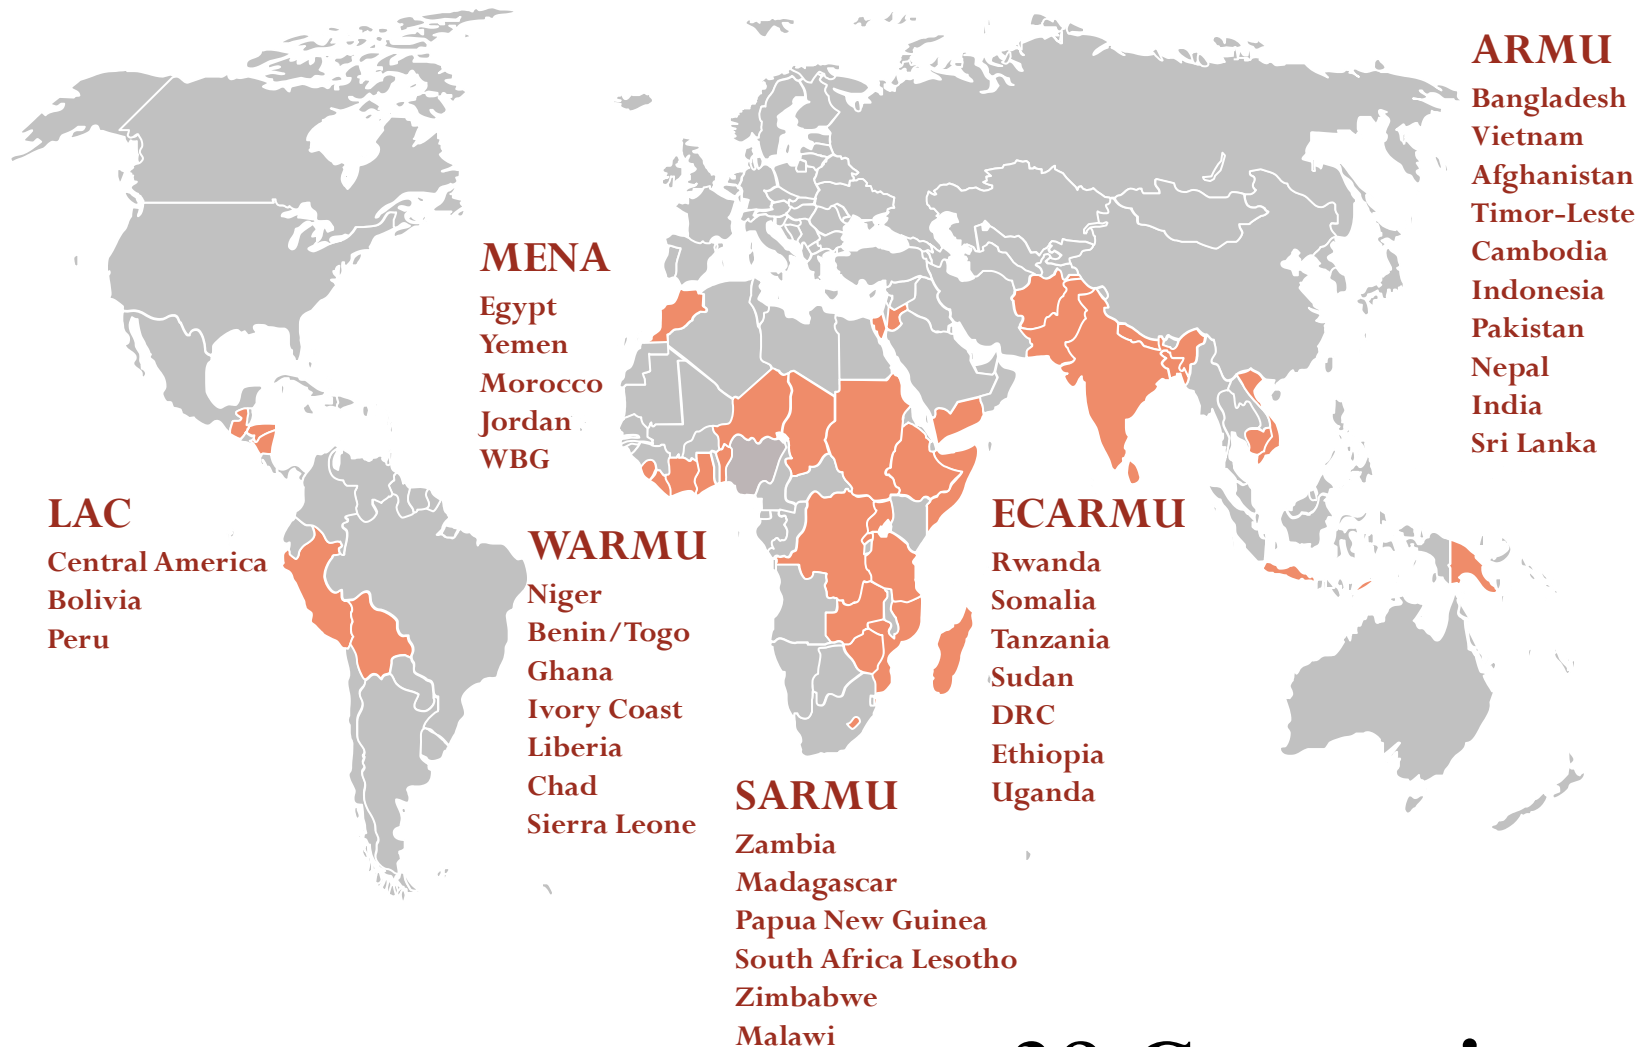 ARMU
Bangladesh
Vietnam
Afghanistan
Timor-Leste
Cambodia
Indonesia
Pakistan
Nepal
India
Sri Lanka
MENA
Egypt
Yemen
Morocco
Jordan
WBG
LAC
Central America
Bolivia
Peru
WARMU
Niger
Benin/Togo
Ghana
Ivory Coast
Liberia
Chad
Sierra Leone
ECARMU
Rwanda
Somalia
Tanzania
Sudan
DRC
Ethiopia
Uganda
SARMU
Zambia
Madagascar
Papua New Guinea
South Africa Lesotho
Zimbabwe
Malawi